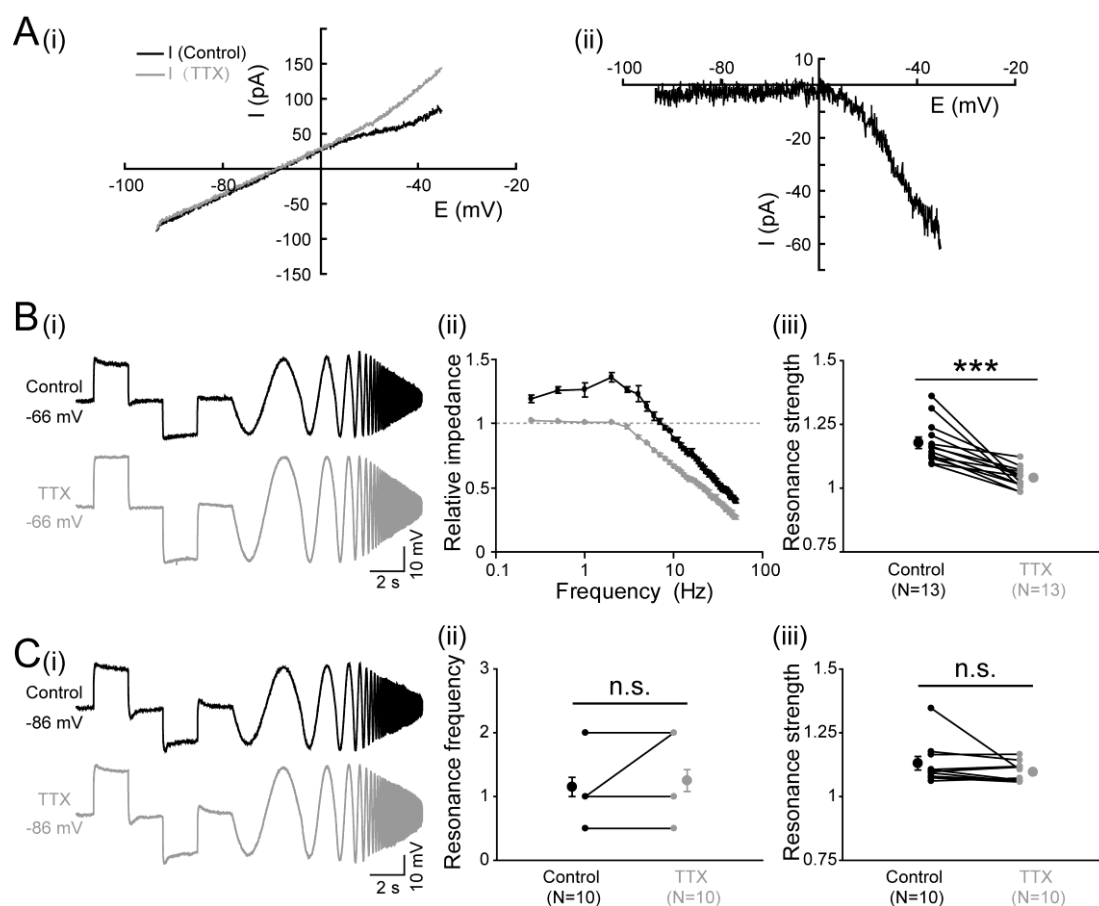 A (i)
I (Control)
I (TTX)
I (pA)
150
100
50
-50
-100
-150
-100
-80
-60
-40
-20
E (mV)
(ii)
-100
-80
-60
-40
-20
10
-20
-40
-60
E (mV)
I (pA)
B (i)
Control
-66 mV
TTX
-66 mV
2 s
10 mV
(ii)
Relative impedance
1.5
1
0.5
0
0.1
1
10
100
Frequency (Hz)
(iii)
Resonance strength
1.5
1.25
1
0.75
***
Control
(N=13)
TTX
(N=13)
C (i)
Control
-86 mV
TTX
-86 mV
2 s
10 mV
(ii)
Resonance frequency
3
2
1
0
n.s.
Control
(N=10)
TTX
(N=10)
(iii)
Resonance strength
1.5
1.25
1
0.75
n.s.
Control
(N=10)
TTX
(N=10)